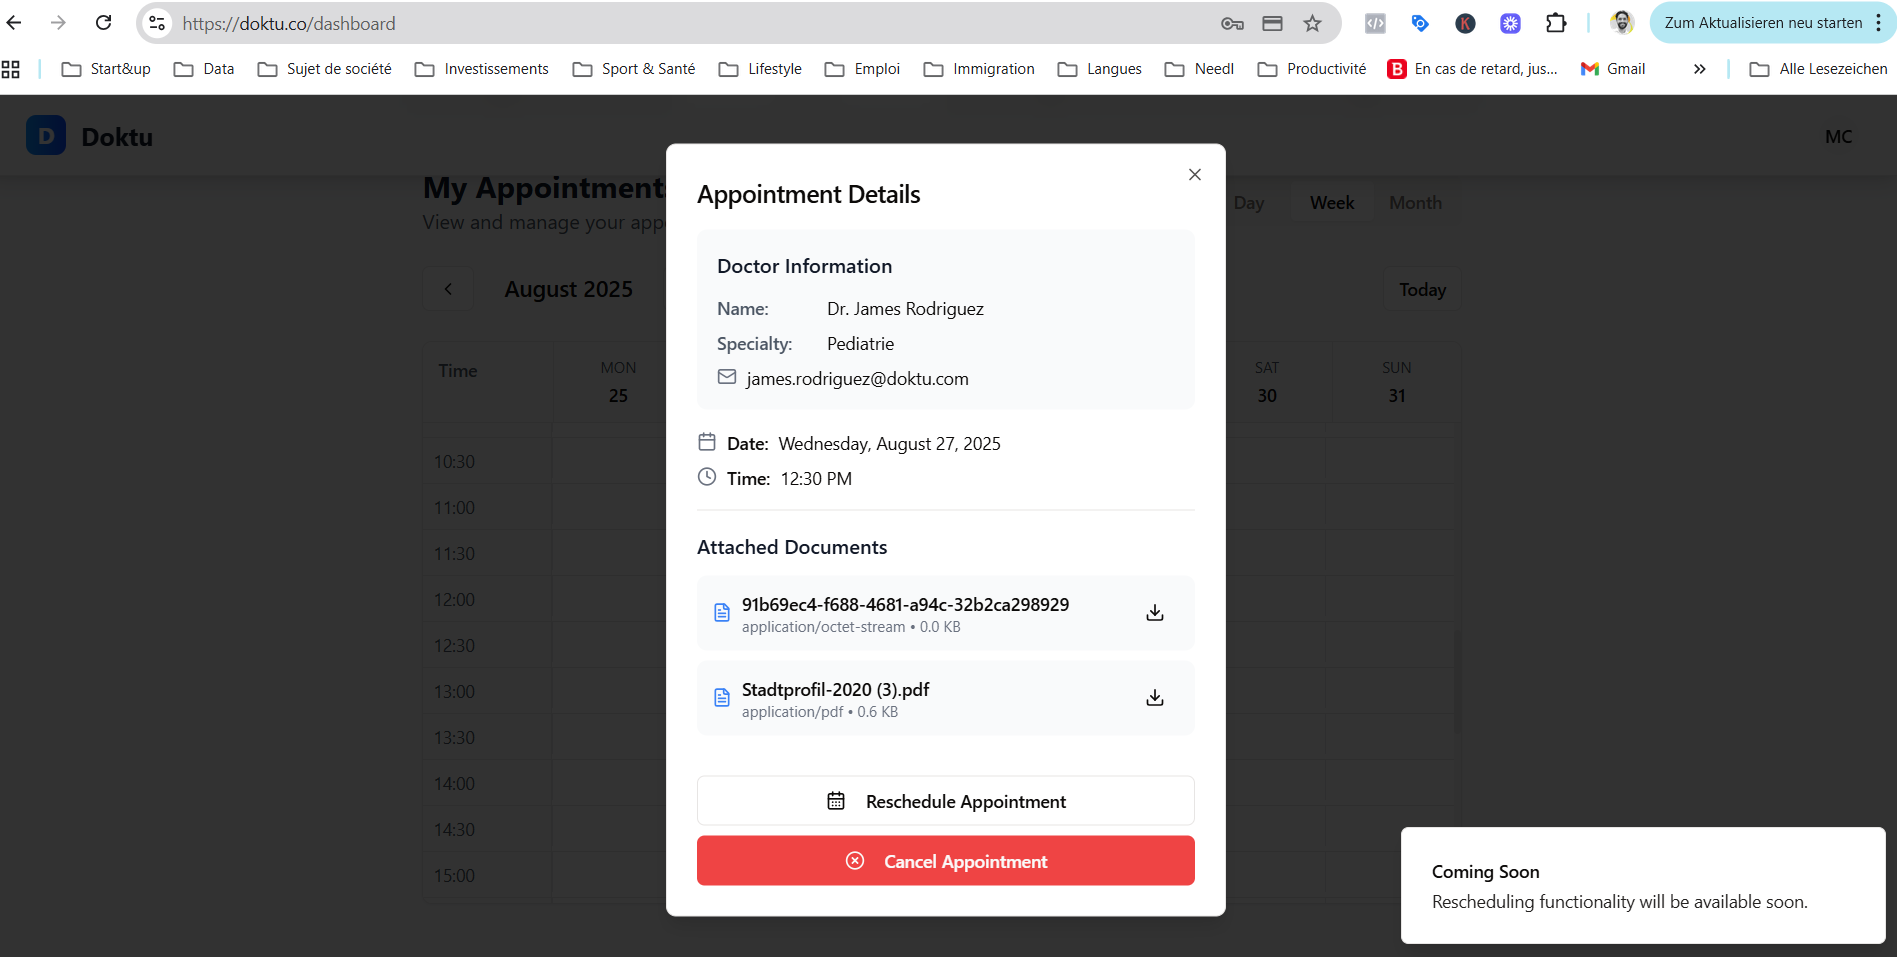 https://doktu.co/dashboard
Zum Aktualisieren neu starten
Start&up
Data
Sujet de société
Investissements
Sport & Santé
Lifestyle
Emploi
Immigration
Langues
Needl
Productivité
B
En cas de retard, jus...
Gmail
Alle Lesezeichen
D
Doktu
MC
My Appointments
View and manage your appo
Day
Week
Month
August 2025
Today
Time
MON
25
SAT
30
SUN
31
10:30
11:00
11:30
12:00
12:30
13:00
13:30
14:00
14:30
15:00
Appointment Details
Doctor Information
Name: Dr. James Rodriguez
Specialty: Pediatrie
james.rodriguez@doktu.com
Date: Wednesday, August 27, 2025
Time: 12:30 PM
Attached Documents
91b69ec4-f688-4681-a94c-32b2ca298929
application/octet-stream • 0.0 KB
Stadtprofil-2020 (3).pdf
application/pdf • 0.6 KB
Reschedule Appointment
Cancel Appointment
Coming Soon
Rescheduling functionality will be available soon.